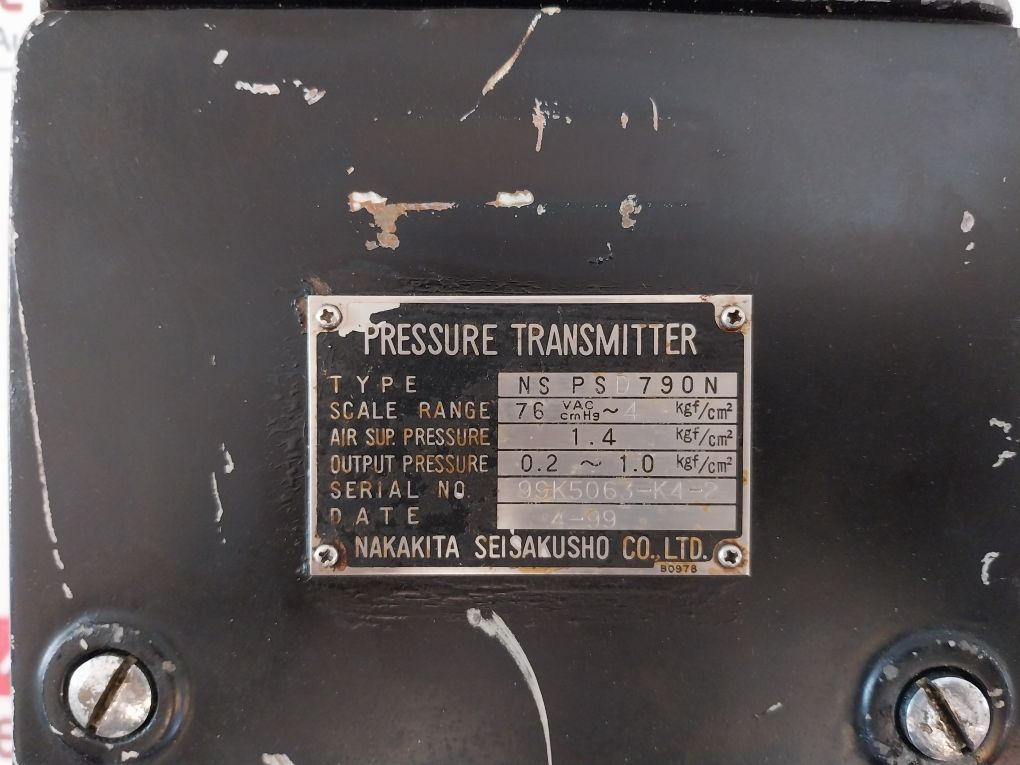 PRESSURE TRANSMITTER
TYPE NS PSD790N
SCALE RANGE 76 VAC cmHg ~ 4 kgf/cm²
AIR SUP. PRESSURE 1.4 kgf/cm²
OUTPUT PRESSURE 0.2 ~ 1.0 kgf/cm²
SERIAL NO. 99K5063-K4-2
DATE 4-99
NAKAKITA SEISAKUSHO CO., LTD.
B0978